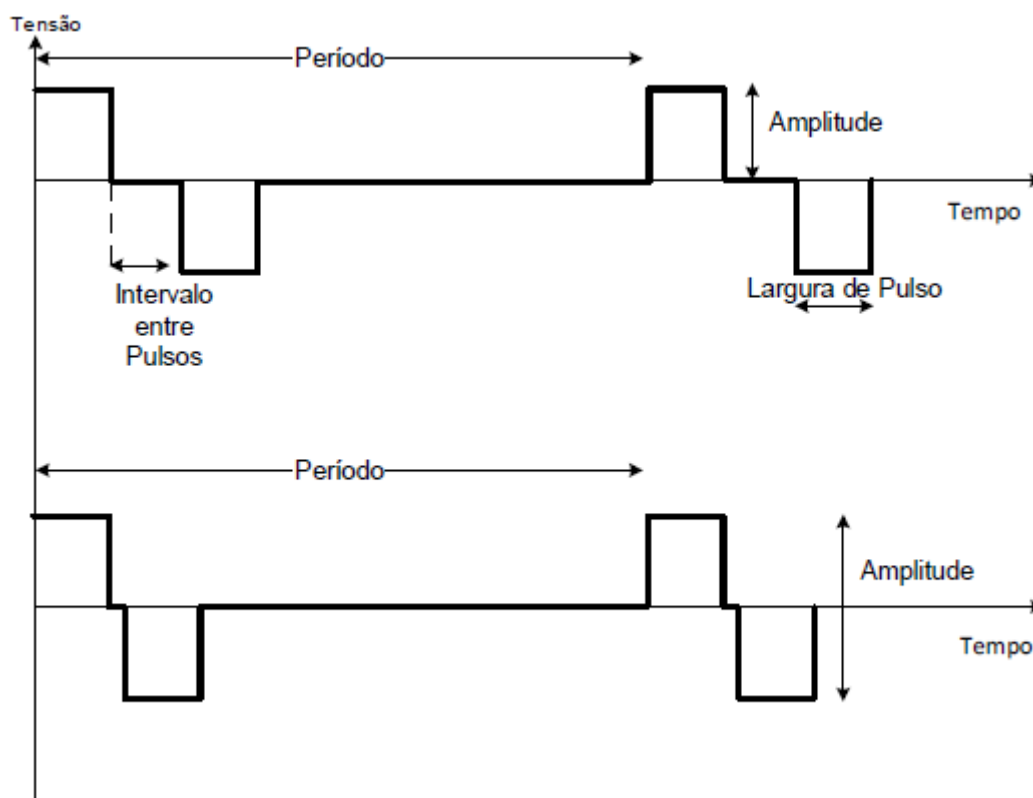 Tensão
Período
Amplitude
Tempo
Intervalo
entre
Pulsos
Largura de Pulso
Período
Amplitude
Tempo